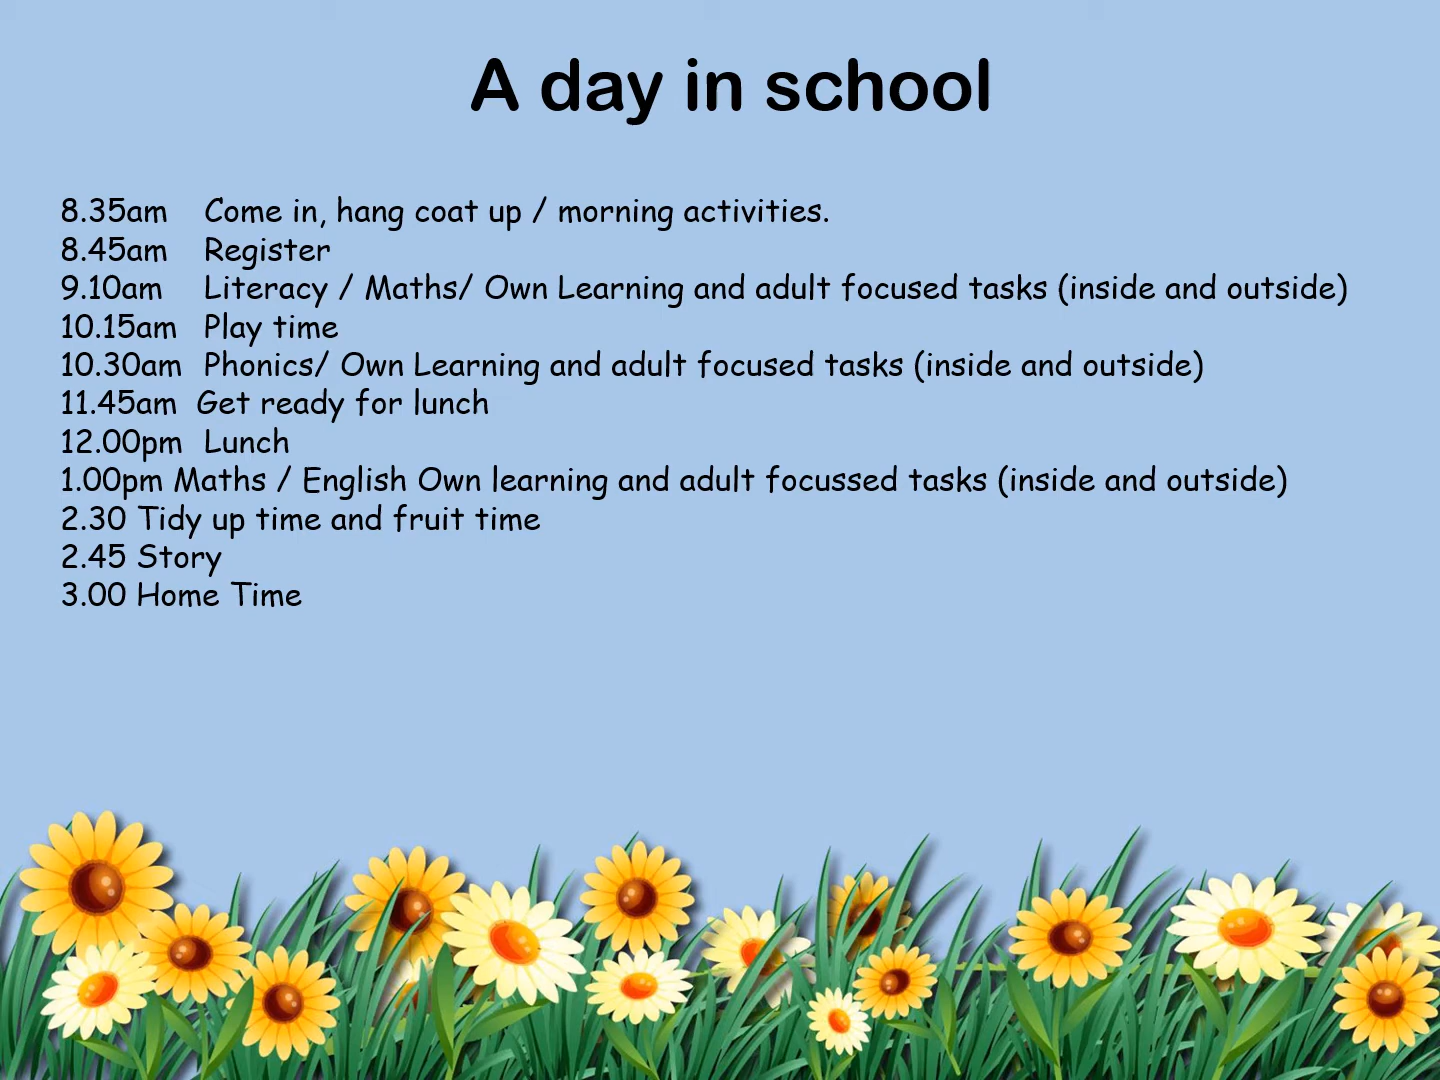 A day in school
8.35am Come in, hang coat up / morning activities.
8.45am Register
9.10am Literacy / Maths/ Own Learning and adult focused tasks (inside and outside)
10.15am Play time
10.30am Phonics/ Own Learning and adult focused tasks (inside and outside)
11.45am Get ready for lunch
12.00pm Lunch
1.00pm Maths / English Own learning and adult focussed tasks (inside and outside)
2.30 Tidy up time and fruit time
2.45 Story
3.00 Home Time